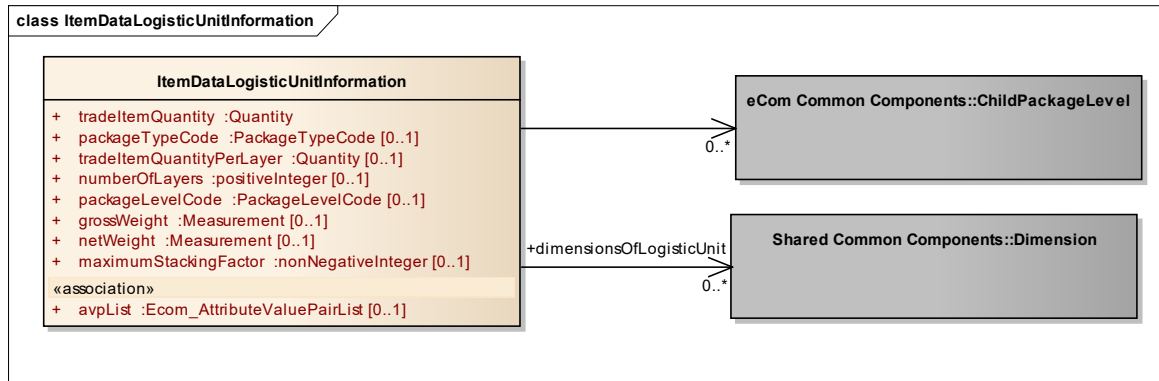 class ItemDataLogisticUnitInformation
ItemDataLogisticUnitInformation
+ tradeItemQuantity :Quantity
+ packageTypeCode :PackageTypeCode [0..1]
+ tradeItemQuantityPerLayer :Quantity [0..1]
+ numberOfLayers :positiveInteger [0..1]
+ packageLevelCode :PackageLevelCode [0..1]
+ grossWeight :Measurement [0..1]
+ netWeight :Measurement [0..1]
+ maximumStackingFactor :nonNegativeInteger [0..1]
«association»
+ avpList :Ecom_AttributeValuePairList [0..1]
eCom Common Components::ChildPackageLevel
0..*
+dimensionsOfLogisticUnit
0..*
Shared Common Components::Dimension